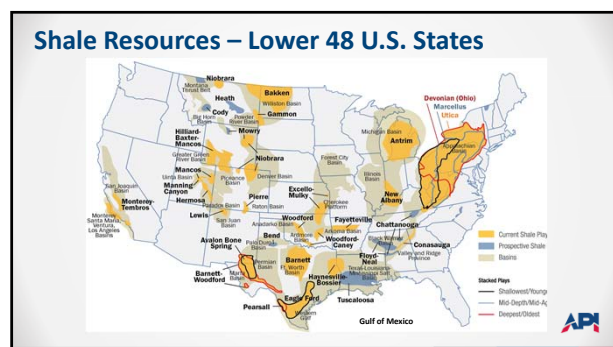 Shale Resources – Lower 48 U.S. States
Niobrara
Montana
Thrust Belt
Bakken
Williston Basin
Heath
Cody
Gammon
Big Horn
Basin
Powder
River Basin
Mowry
Hilliard-
Baxter-
Mancos
Greater Green
River Basin
Niobrara
Denver Basin
Mancos
Uinta Basin
Piceance
Basin
Manning
Canyon
Hermosa
Paradox Basin
Pierre
Raton Basin
Lewis
San Juan
Basin
San Joaquin
Basin
Monterey-
Temblor
Monterey
Santa Maria,
Ventura,
Los Angeles
Basins
Forest City
Basin
Excello-
Mulky
Cherokee
Platform
Woodford
Anadarko Basin
Ardmore
Basin
Arkoma Basin
Woodford-
Caney
Fayetteville
Michigan Basin
Antrim
Illinois
Basin
New
Albany
Devonian (Ohio)
Marcellus
Utica
Appalachian
Basin
Chattanooga
Black Warrior
Basin
Conasauga
Valley and Ridge
Province
Floyd-
Neal
Avalon Bone
Spring
Bend
Palo Duro
Basin
Permian
Basin
Barnett
Ft. Worth
Basin
Barnett-
Woodford
Marfa
Basin
Haynesville-
Bossier
Texas-Louisiana-
Tuscaloosa
Eagle Ford
Pearsall
Western
Gulf
Gulf of Mexico
Current Shale Play
Prospective Shale
Basins
Stacked Plays
Shallowest/Young
Mid-Depth/Mid-Ag
Deepest/Oldest
API